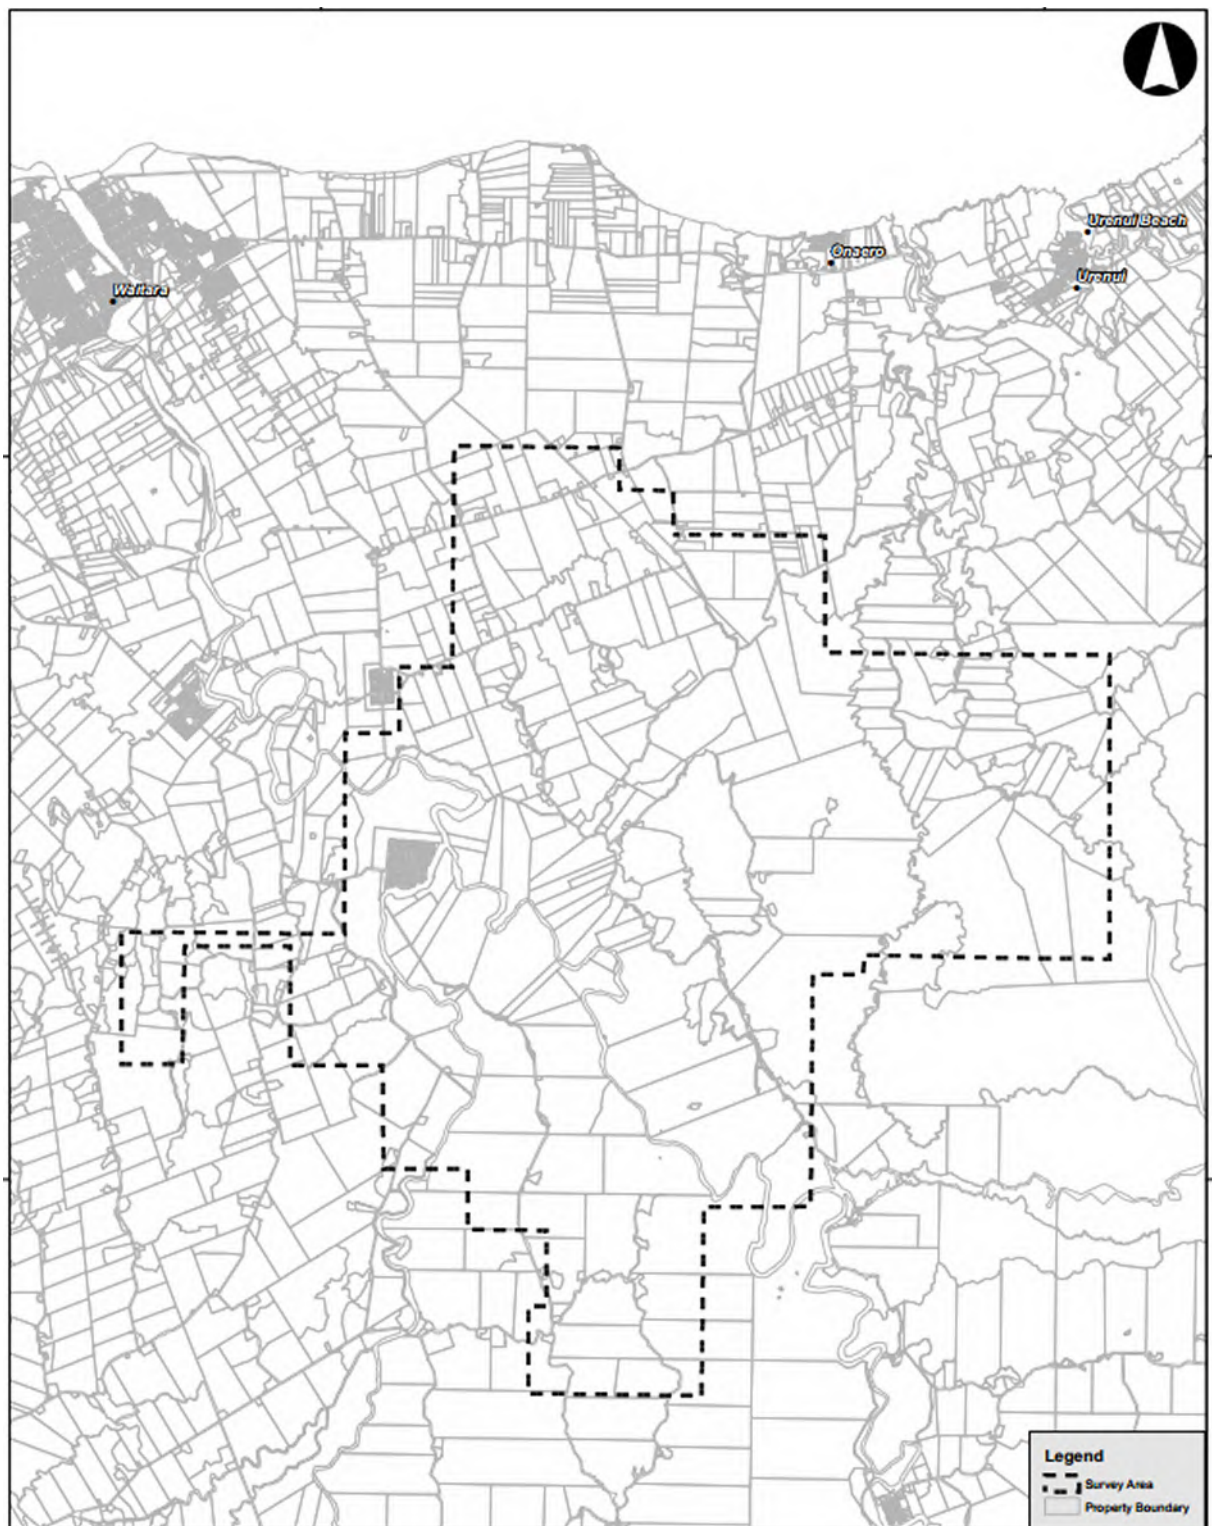 Urenui Beach
Onaero
Urenui
Waitara
Legend
Survey Area
Property Boundary